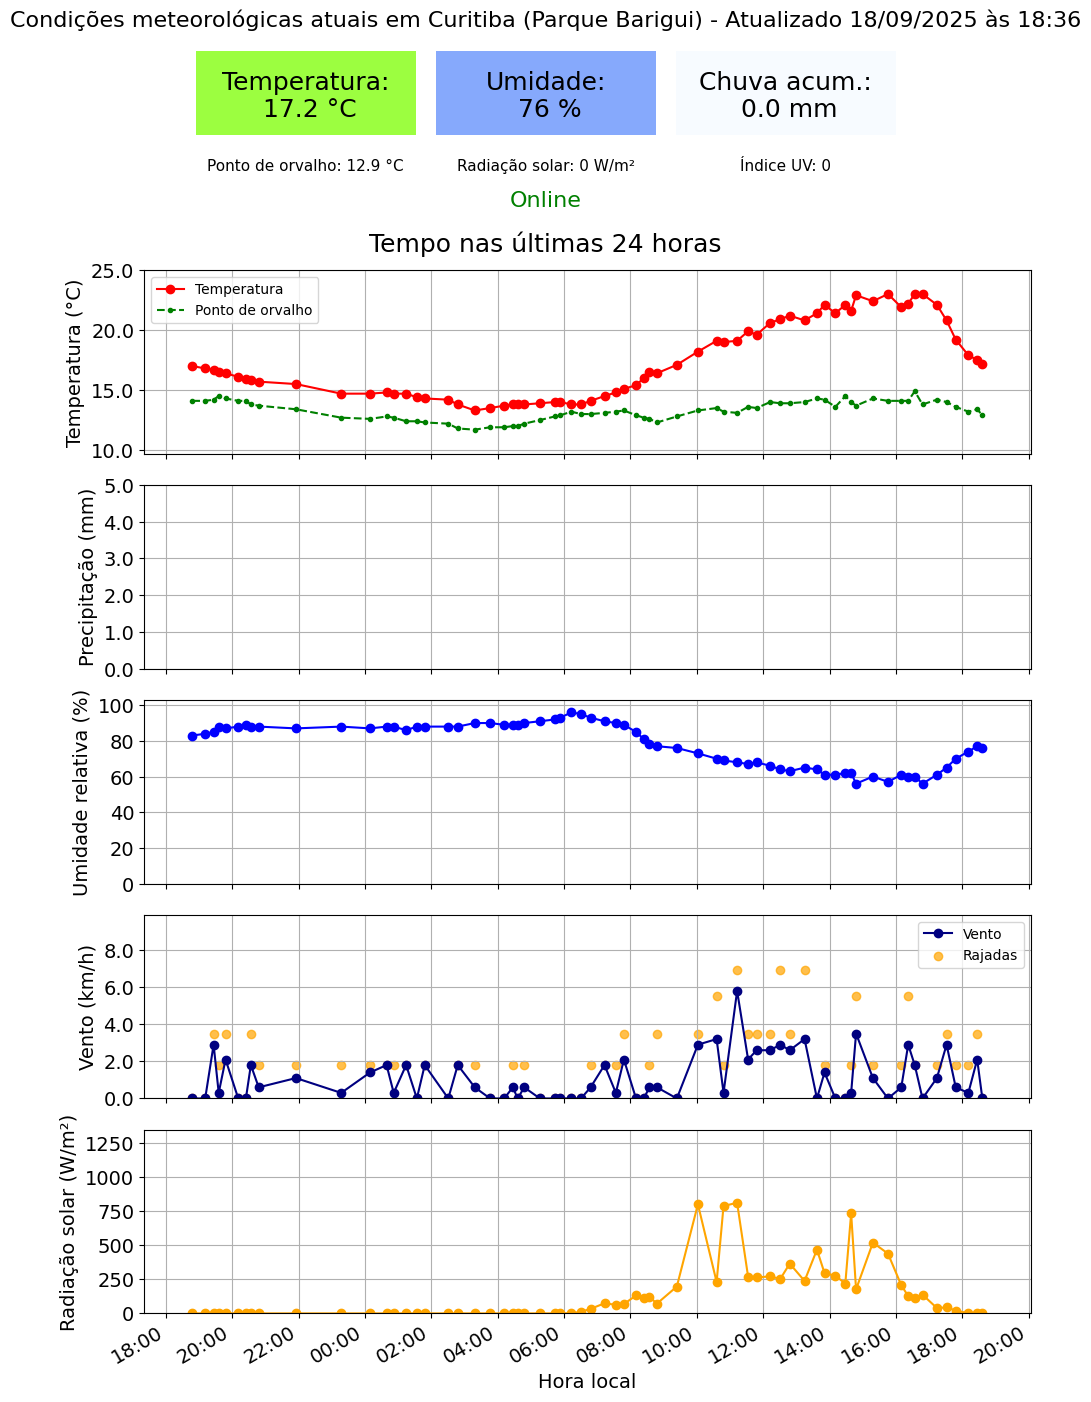 Condições meteorológicas atuais em Curitiba (Parque Barigui) - Atualizado 18/09/2025 às 18:36
Temperatura:
17.2 °C
Umidade:
76 %
Chuva acum.:
0.0 mm
Ponto de orvalho: 12.9 °C
Radiação solar: 0 W/m²
Índice UV: 0
Online
Tempo nas últimas 24 horas
Temperatura (°C)
25.0
20.0
15.0
10.0
Temperatura
Ponto de orvalho
Precipitação (mm)
5.0
4.0
3.0
2.0
1.0
0.0
Umidade relativa (%)
100
80
60
40
20
0
Vento (km/h)
8.0
6.0
4.0
2.0
0.0
Vento
Rajadas
Radiação solar (W/m²)
1250
1000
750
500
250
0
18:00
20:00
22:00
00:00
02:00
04:00
06:00
08:00
10:00
12:00
14:00
16:00
18:00
20:00
Hora local